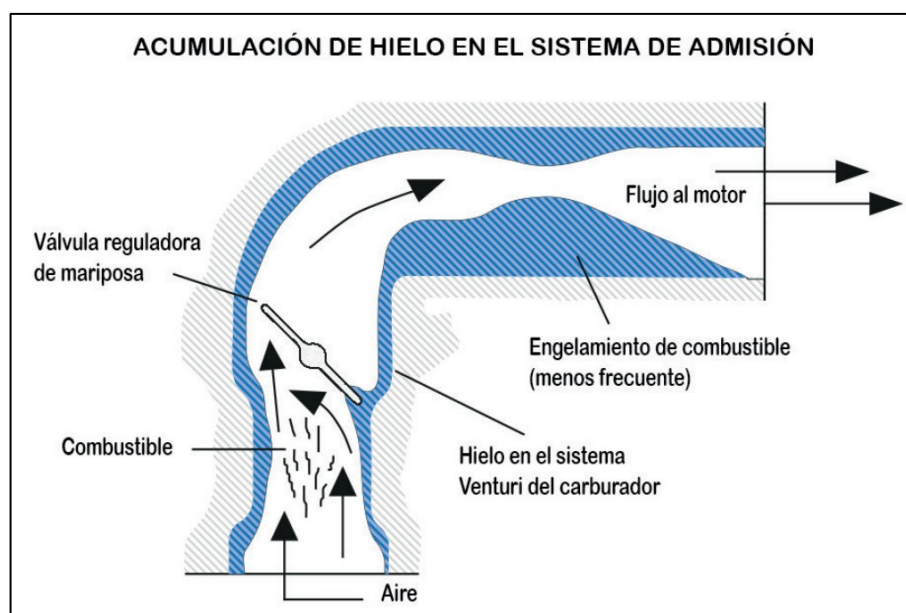 ACUMULACIÓN DE HIELO EN EL SISTEMA DE ADMISIÓN
Flujo al motor
Válvula reguladora
de mariposa
Engelamiento de combustible
(menos frecuente)
Combustible
Hielo en el sistema
Venturi del carburador
Aire